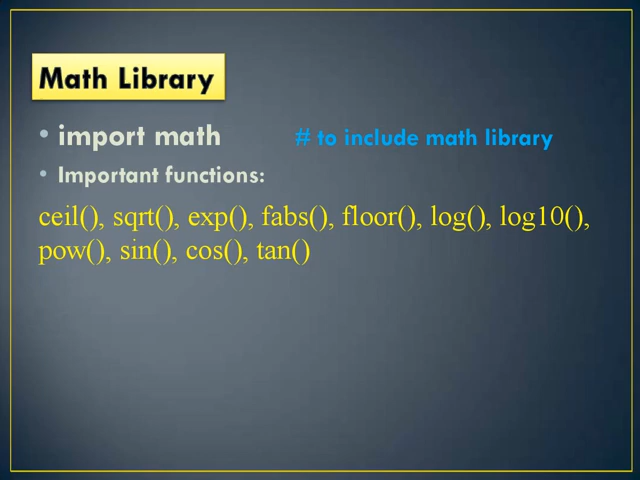 Math Library
• import math # to include math library
• Important functions:
ceil(), sqrt(), exp(), fabs(), floor(), log(), log10(),
pow(), sin(), cos(), tan()